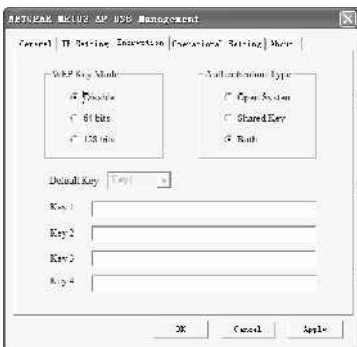 NETGEAR ME102 AP USB Management
General IP Setting Encryption Operational Setting About
WEP Key Mode
Disable
64 bits
128 bits
Authentication Type
Open System
Shared Key
Both
Default Key Key1
Key 1
Key 2
Key 3
Key 4
OK Cancel Apply